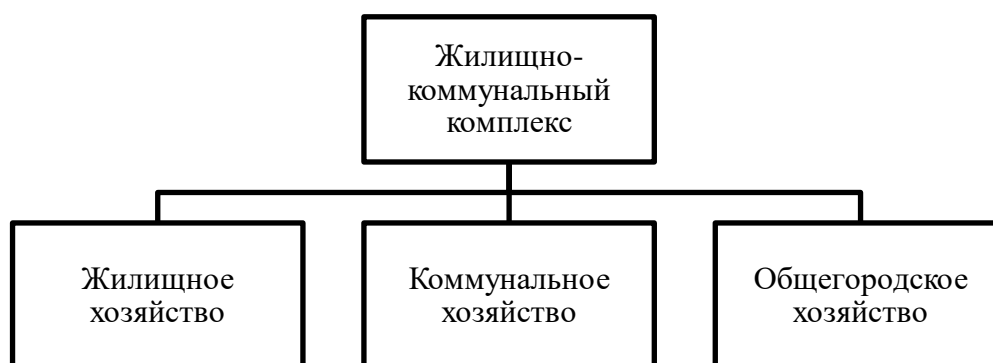 Жилищно-
коммунальный
комплекс
Жилищное
хозяйство
Коммунальное
хозяйство
Общегородское
хозяйство